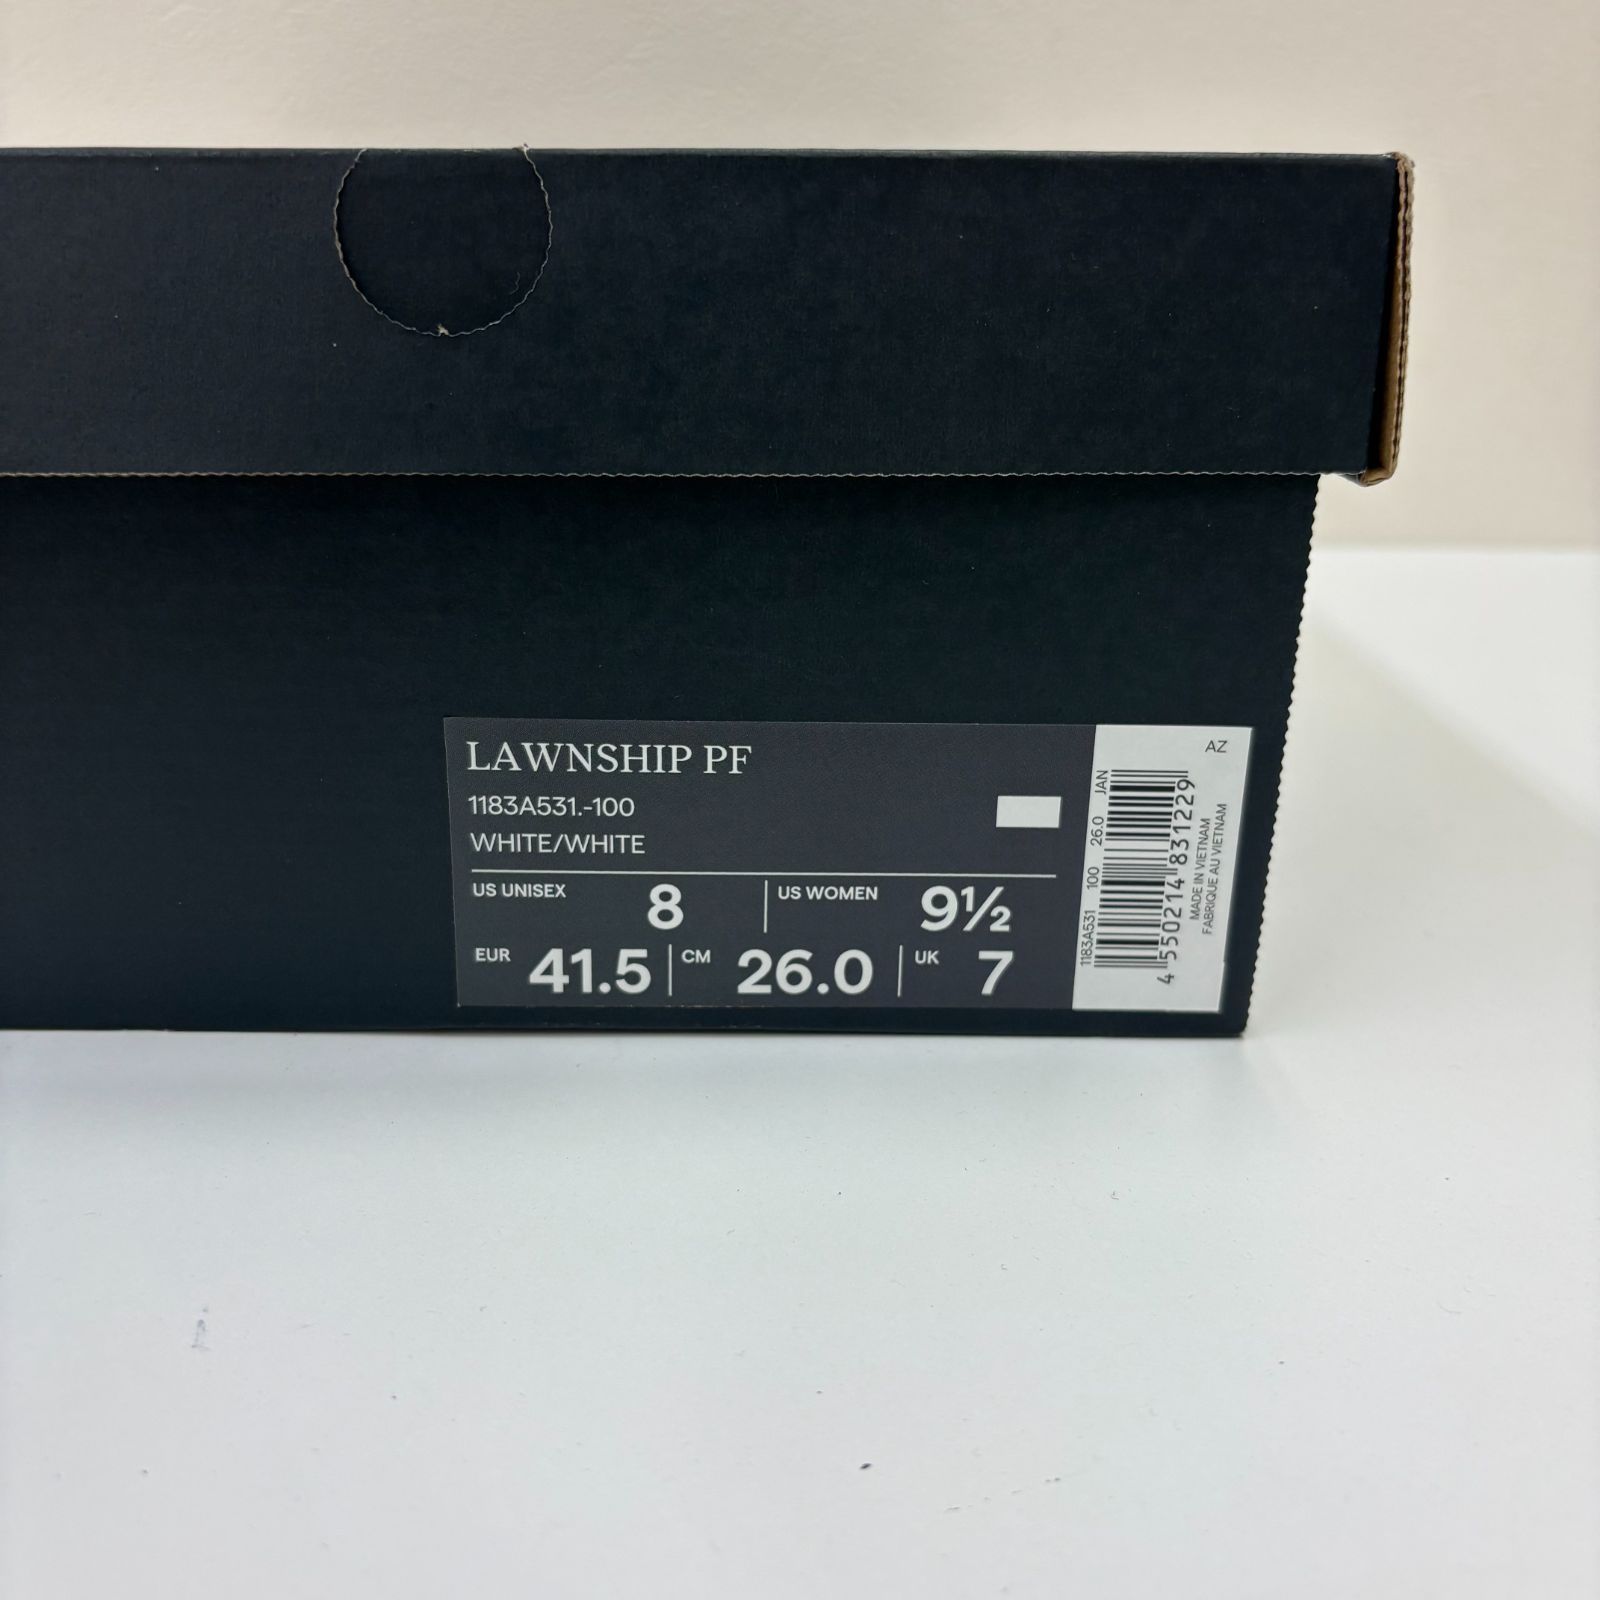 LAWNSHIP PF
1183A531.-100
WHITE/WHITE
US UNISEX 8 US WOMEN 9½
EUR 41.5 CM 26.0 UK 7
AZ
1183A531 100 26.0 JAN
4 550214 831229
MADE IN VIETNAM
FABRIQUE AU VIETNAM